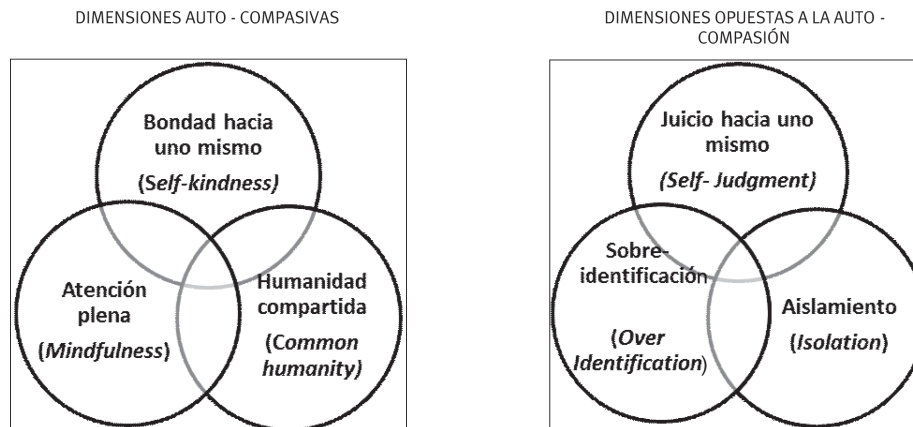 DIMENSIONES AUTO - COMPASIVAS
Bondad hacia
uno mismo
(Self-kindness)
Atención
plena
(Mindfulness)
Humanidad
compartida
(Common
humanity)
DIMENSIONES OPUESTAS A LA AUTO -
COMPASIÓN
Juicio hacia uno
mismo
(Self- Judgment)
Sobre-
identificación
(Over
Identification)
Aislamiento
(Isolation)